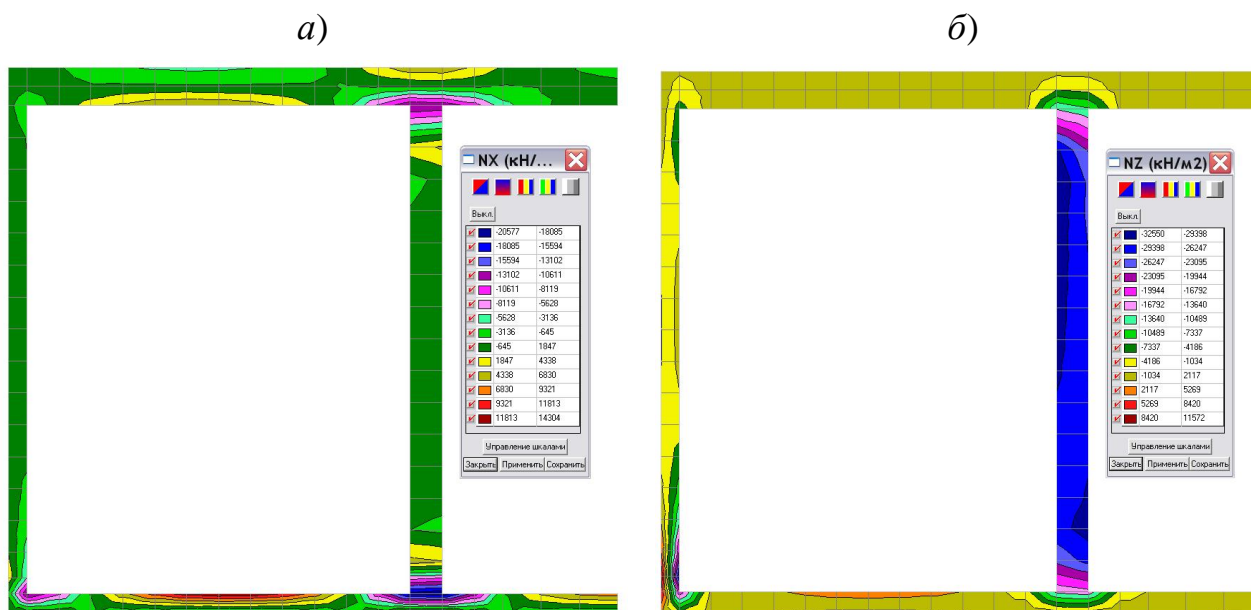 а)
б)
NX (кН/...
Выкл.
-20577 -18085
-18085 -15594
-15594 -13102
-13102 -10611
-10611 -8119
-8119 -5628
-5628 -3136
-3136 -645
-645 1847
1847 4338
4338 6830
6830 9321
9321 11813
11813 14304
Управление шкалами
Закрыть Применить Сохранить
NZ (кН/м2)
Выкл.
-32550 -29398
-29398 -26247
-26247 -23095
-23095 -19944
-19944 -16792
-16792 -13640
-13640 -10489
-10489 -7337
-7337 -4186
-4186 -1034
-1034 2117
2117 5269
5269 8420
8420 11572
Управление шкалами
Закрыть Применить Сохранить